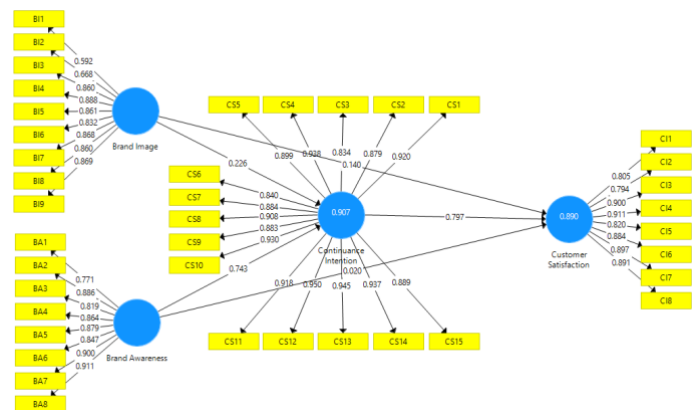 BI1
BI2
BI3
BI4
BI5
BI6
BI7
BI8
BI9
0.592
0.668
0.860
0.888
0.861
0.832
0.868
0.860
0.869
Brand Image
CS5
CS4
CS3
CS2
CS1
0.899
0.938
0.834
0.879
0.920
0.140
0.226
CS6
CS7
CS8
CS9
CS10
0.840
0.884
0.908
0.883
0.930
0.907
Continuance
Intention
0.797
0.020
0.743
0.890
Customer
Satisfaction
0.805
0.794
0.900
0.911
0.820
0.884
0.897
0.891
CI1
CI2
CI3
CI4
CI5
CI6
CI7
CI8
BA1
BA2
BA3
BA4
BA5
BA6
BA7
BA8
0.771
0.886
0.819
0.864
0.879
0.847
0.900
0.911
Brand Awareness
0.918
0.950
0.945
0.937
0.889
CS11
CS12
CS13
CS14
CS15